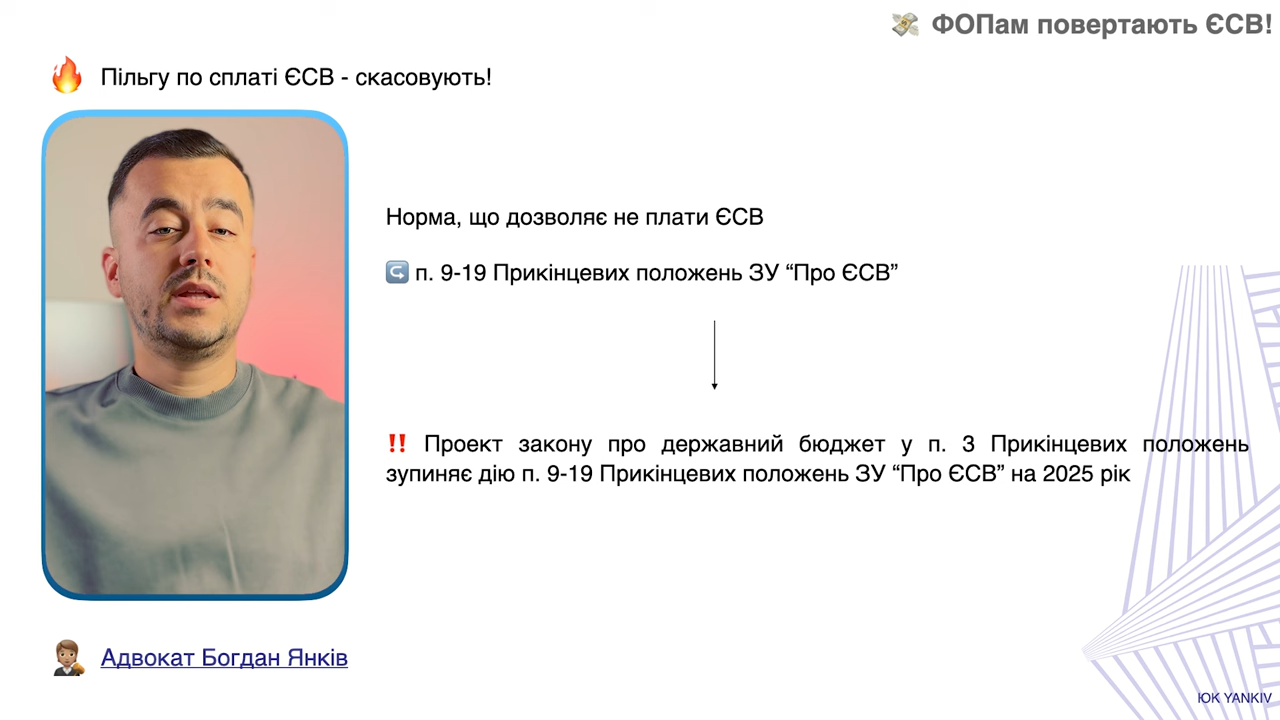 ФОПам повертають ЄСВ!
Пільгу по сплаті ЄСВ - скасовують!
Норма, що дозволяє не плати ЄСВ
п. 9-19 Прикінцевих положень ЗУ “Про ЄСВ”
‼ Проект закону про державний бюджет у п. 3 Прикінцевих положень
зупиняє дію п. 9-19 Прикінцевих положень ЗУ “Про ЄСВ” на 2025 рік
Адвокат Богдан Янків
ЮК YANKIV